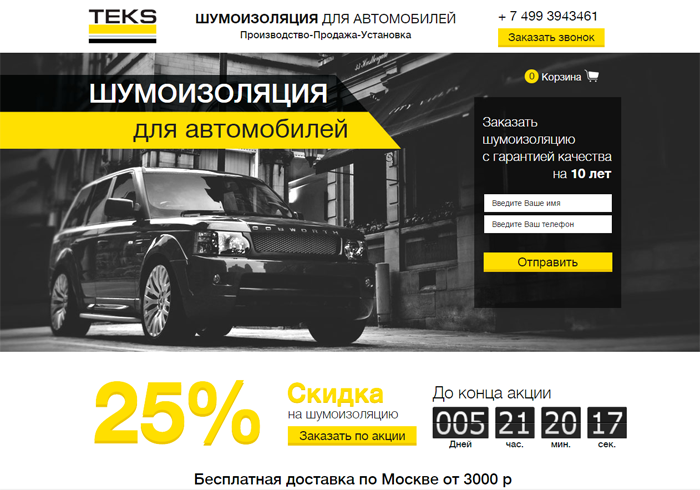 TEKS
ШУМОИЗОЛЯЦИЯ ДЛЯ АВТОМОБИЛЕЙ
Производство-Продажа-Установка
+ 7 499 3943461
Заказать звонок
0 Корзина
ШУМОИЗОЛЯЦИЯ
для автомобилей
Заказать
шумоизоляцию
с гарантией качества
на 10 лет
Введите Ваше имя
Введите Ваш телефон
Отправить
25%
Скидка
на шумоизоляцию
Заказать по акции
До конца акции
005 21 20 17
Дней час. мин. сек.
Бесплатная доставка по Москве от 3000 р